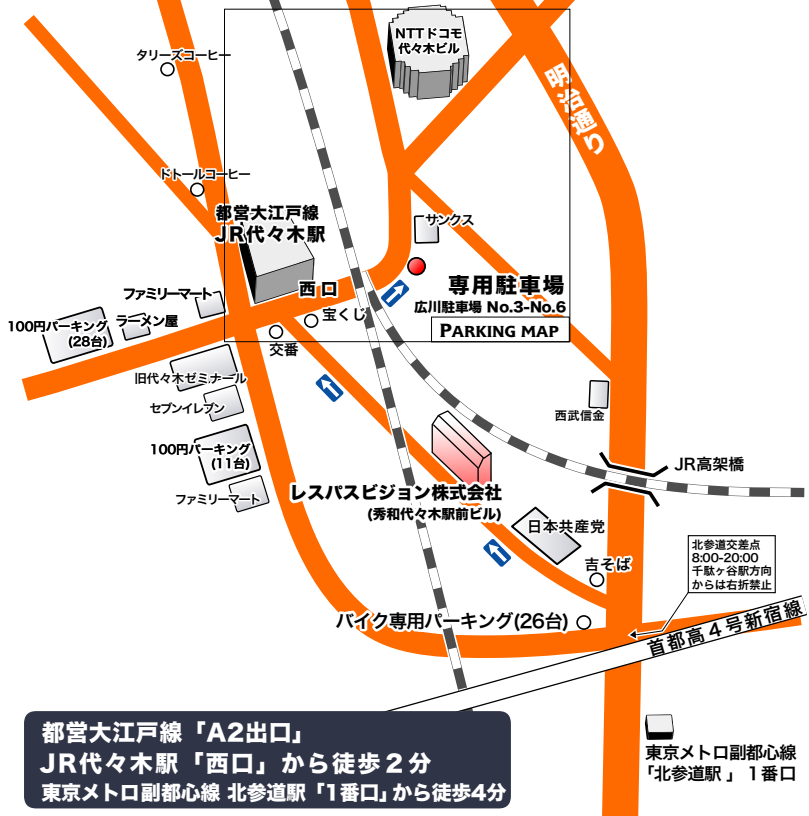 NTTドコモ
代々木ビル
タリーズコーヒー
明治通り
ドトールコーヒー
都営大江戸線
JR代々木駅
サンクス
専用駐車場
広川駐車場 No.3-No.6
PARKING MAP
西口
ファミリーマート
宝くじ
100円パーキング
(28台)
ラーメン屋
交番
旧代々木ゼミナール
セブンイレブン
西武信金
100円パーキング
(11台)
JR高架橋
ファミリーマート
レスパスビジョン株式会社
(秀和代々木駅前ビル)
日本共産党
吉そば
北参道交差点
8:00-20:00
千駄ヶ谷駅方向
からは右折禁止
バイク専用パーキング(26台)
首都高4号新宿線
都営大江戸線「A2出口」
JR代々木駅「西口」から徒歩2分
東京メトロ副都心線 北参道駅「1番口」から徒歩4分
東京メトロ副都心線
「北参道駅 」 1番口